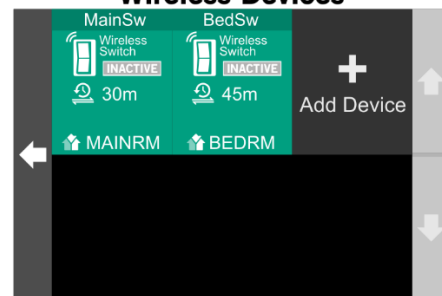 Wireless Devices
MainSw
Wireless
Switch
INACTIVE
30m
MAINRM
BedSw
Wireless
Switch
INACTIVE
45m
BEDRM
Add Device